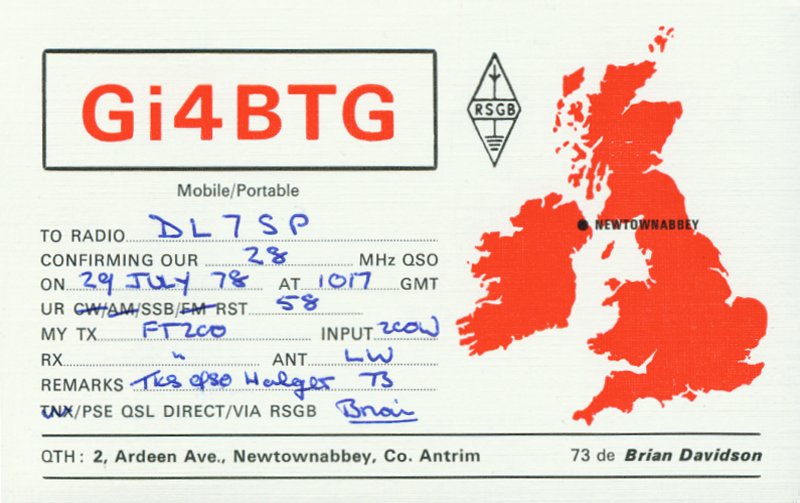 Gi4BTG
RSGB
Mobile/Portable
NEWTOWNABBEY
TO RADIO DL7SP
CONFIRMING OUR 28 MHz QSO
ON 29 JULY 78 AT 1017 GMT
UR CW/AM/SSB/FM RST 58
MY TX FT200 INPUT 200W
RX " ANT LW
REMARKS TKS QSO Holger 73
TNX/PSE QSL DIRECT/VIA RSGB Brian
QTH: 2, Ardeen Ave., Newtownabbey, Co. Antrim 73 de Brian Davidson